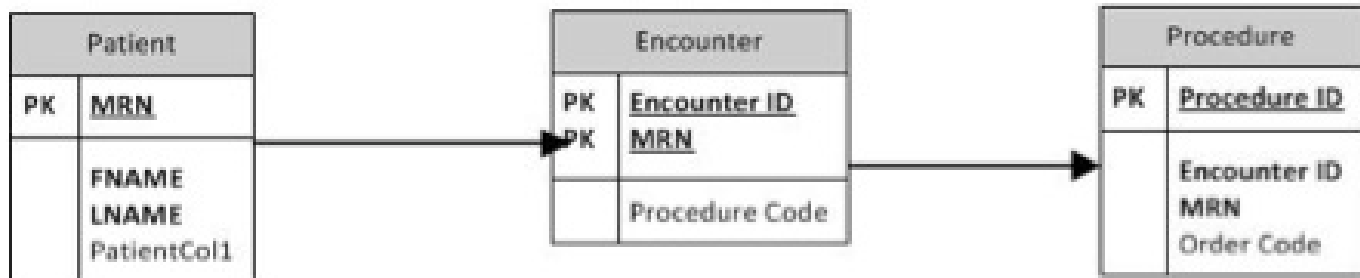 Patient
PK MRN
FNAME
LNAME
PatientCol1
Encounter
PK Encounter ID
PK MRN
Procedure Code
Procedure
PK Procedure ID
Encounter ID
MRN
Order Code